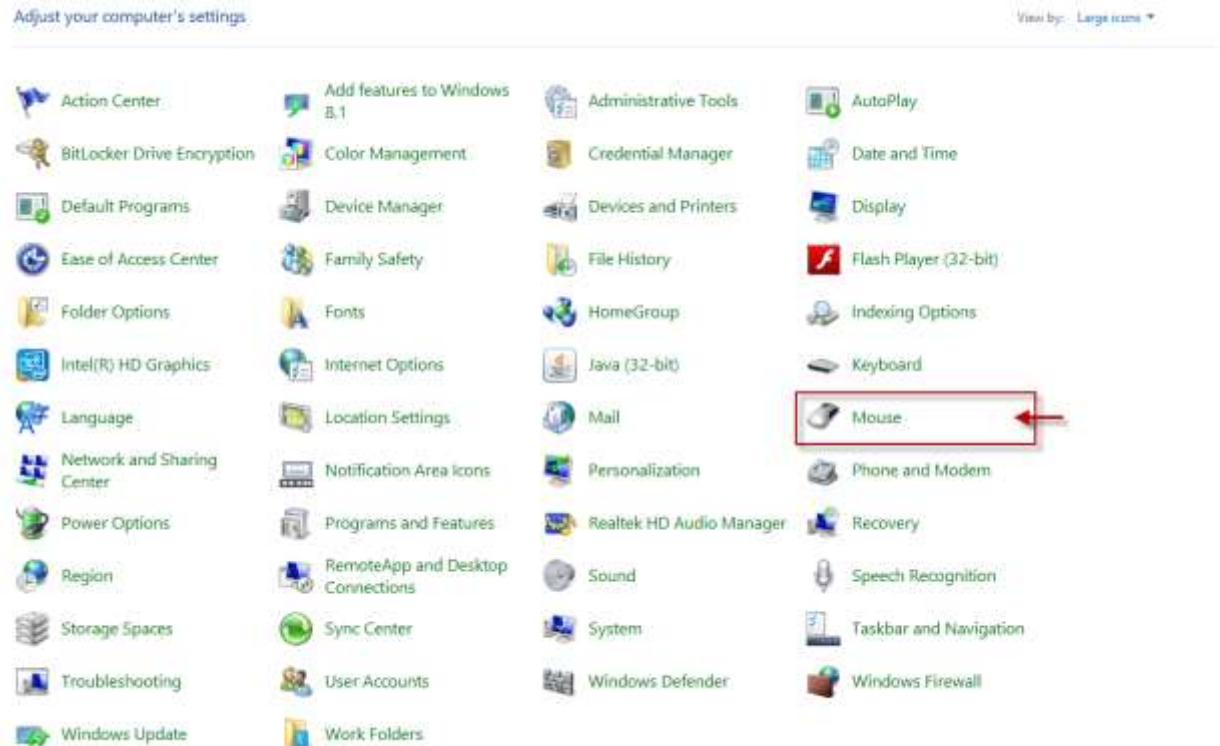 Adjust your computer's settings
View by: Large icons
Action Center
Add features to Windows
8.1
Administrative Tools
AutoPlay
BitLocker Drive Encryption
Color Management
Credential Manager
Date and Time
Default Programs
Device Manager
Devices and Printers
Display
Ease of Access Center
Family Safety
File History
Flash Player (32-bit)
Folder Options
Fonts
HomeGroup
Indexing Options
Intel(R) HD Graphics
Internet Options
Java (32-bit)
Keyboard
Language
Location Settings
Mail
Mouse
Network and Sharing
Center
Notification Area Icons
Personalization
Phone and Modem
Power Options
Programs and Features
Realtek HD Audio Manager
Recovery
Region
RemoteApp and Desktop
Connections
Sound
Speech Recognition
Storage Spaces
Sync Center
System
Taskbar and Navigation
Troubleshooting
User Accounts
Windows Defender
Windows Firewall
Windows Update
Work Folders